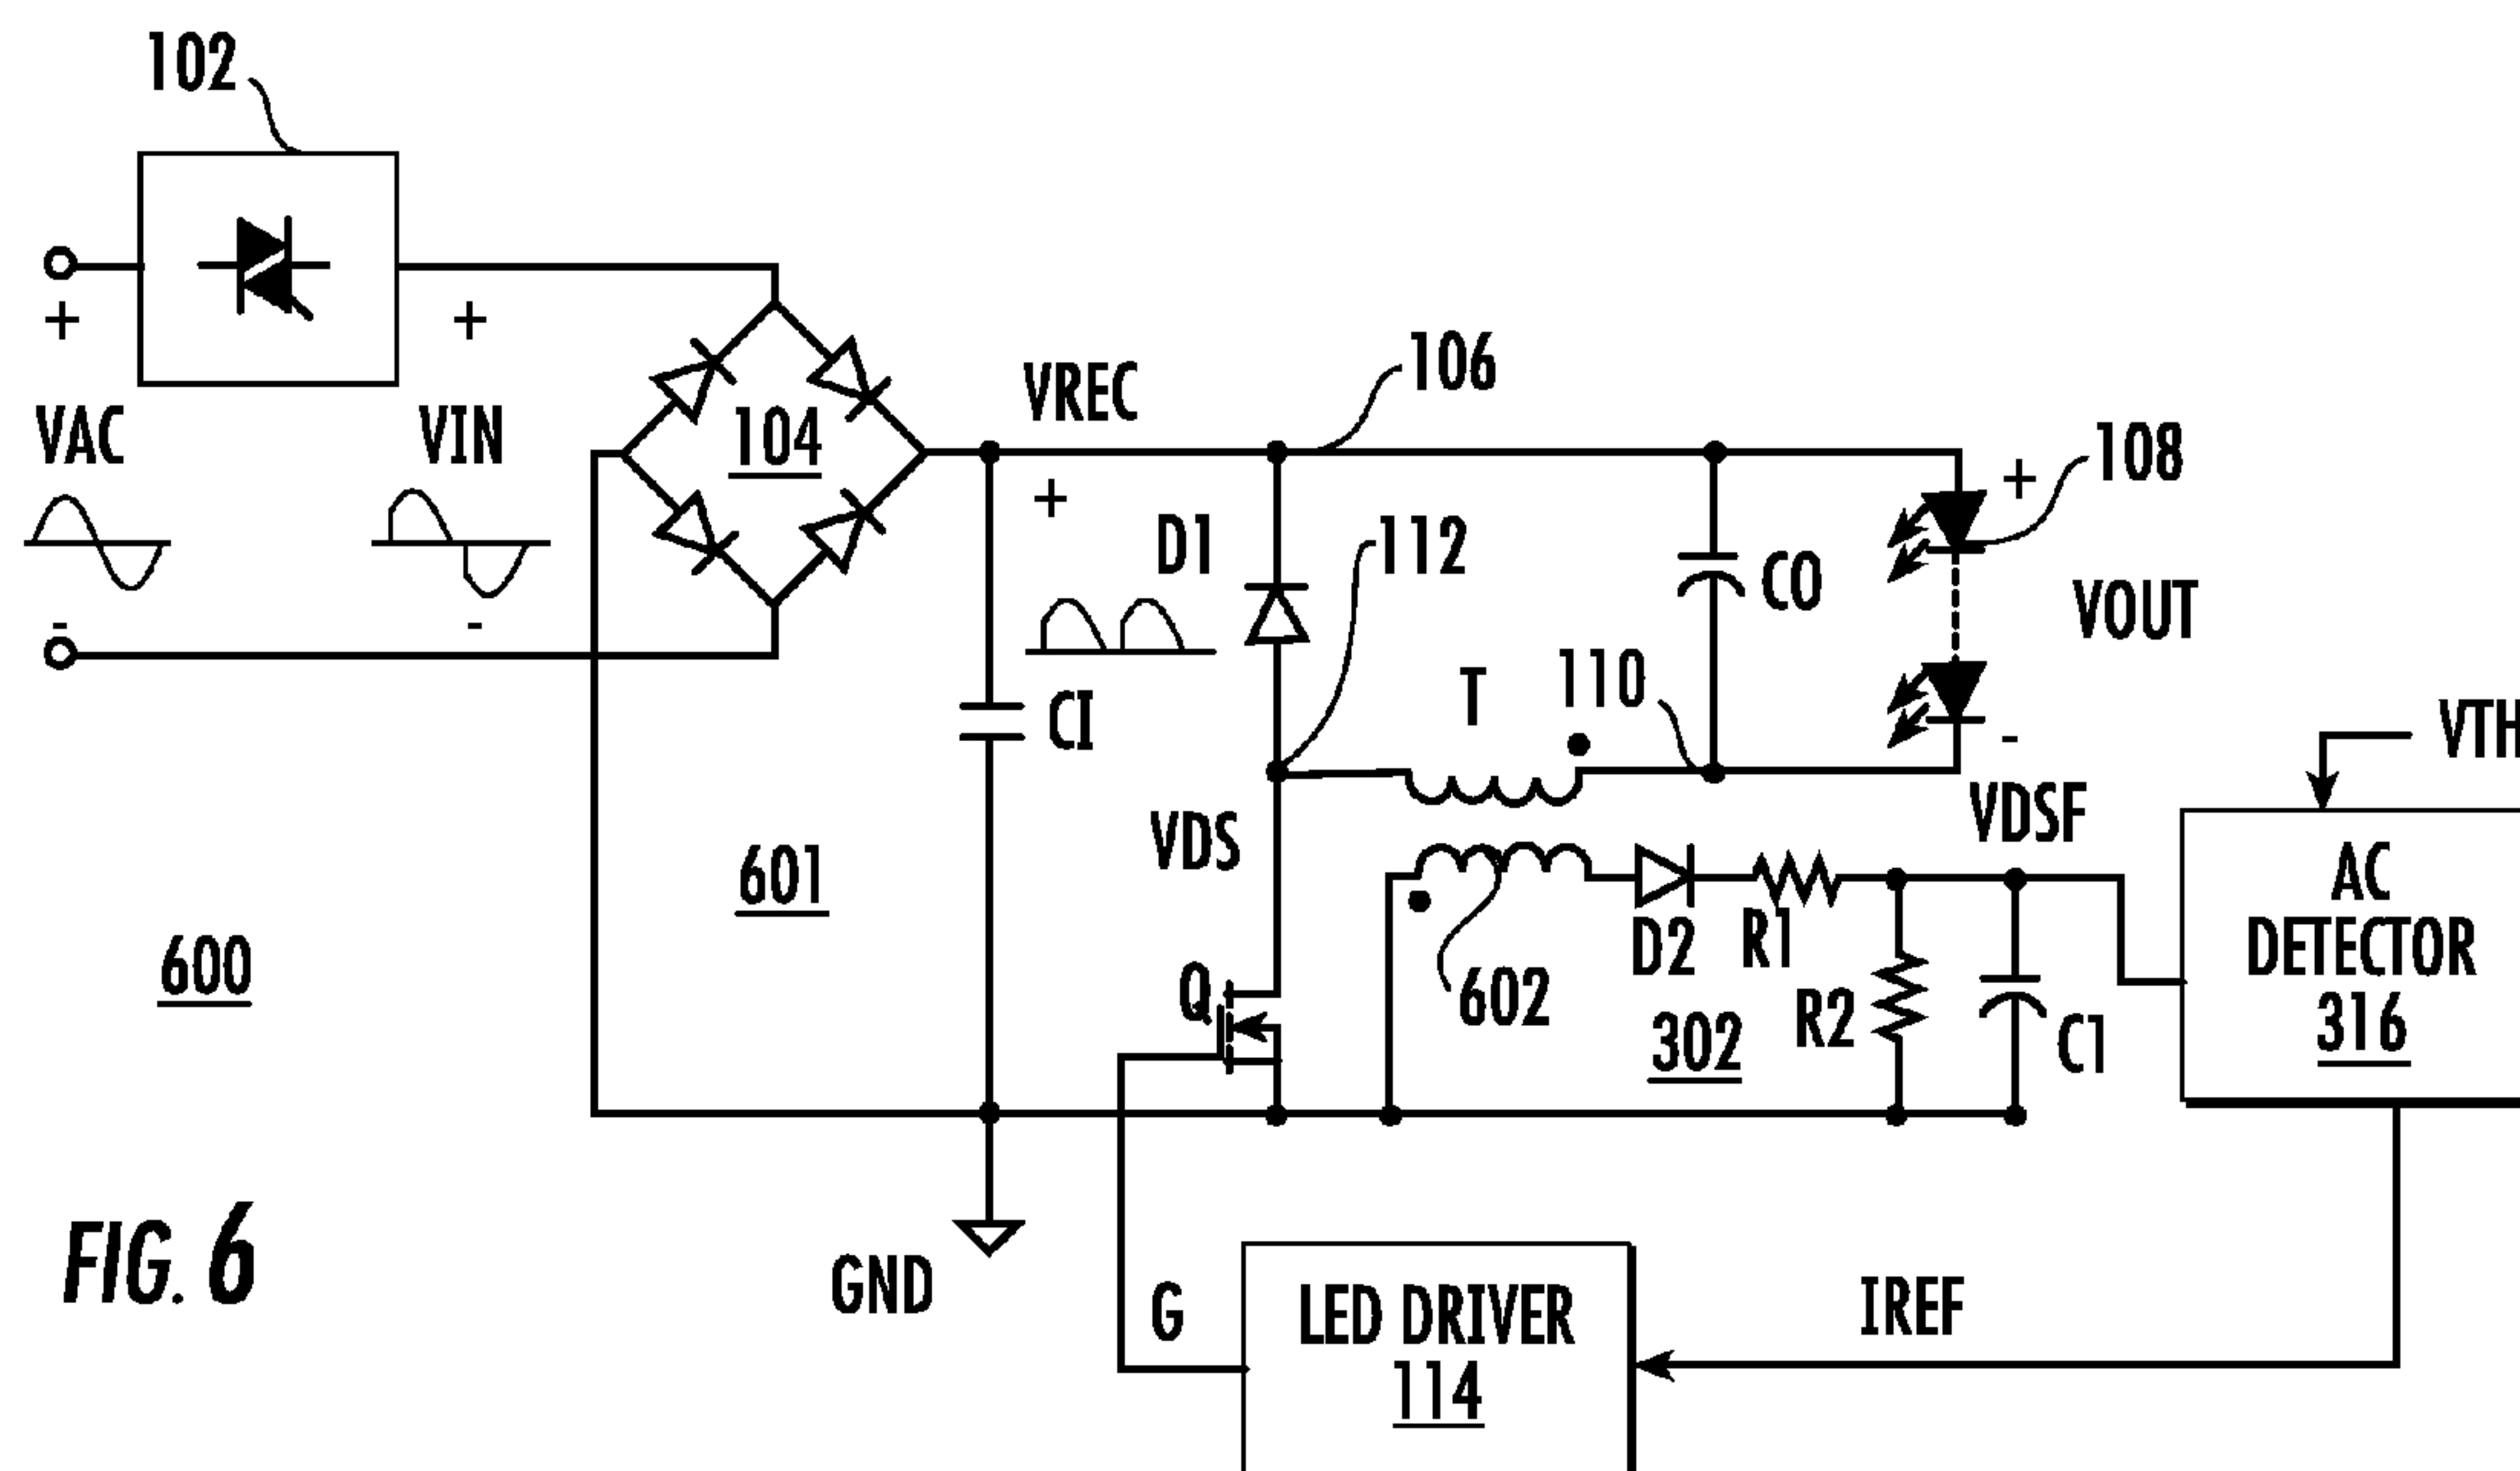 102
+
+
VAC
VIN
-
-
104
VREC
+
106
108
+
D1
112
CO
VOUT
CI
T
110
-
VTH
VDS
VDSF
601
600
Q
602
D2
R1
302
R2
C1
AC
DETECTOR
316
GND
G
LED DRIVER
114
IREF
FIG. 6